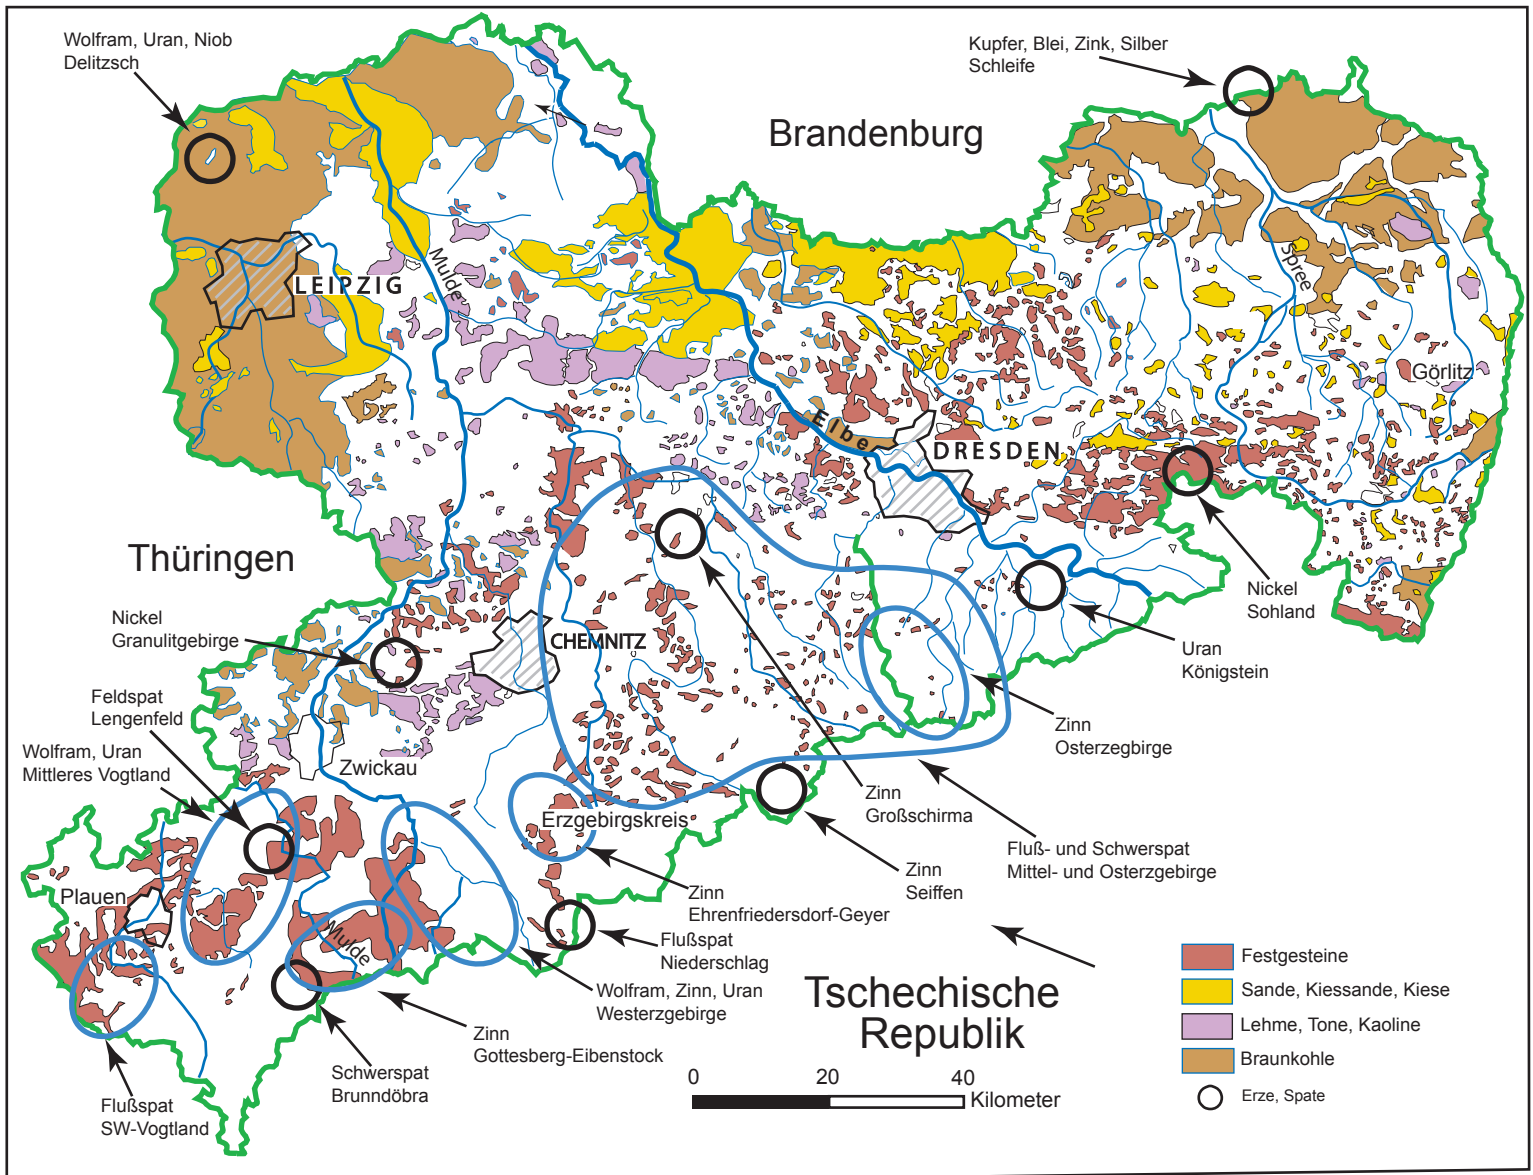 Wolfram, Uran, Niob
Delitzsch
Kupfer, Blei, Zink, Silber
Schleife
Brandenburg
LEIPZIG
Mulde
Spree
Görlitz
Elbe
DRESDEN
Thüringen
Nickel
Sohland
Nickel
Granulitgebirge
CHEMNITZ
Uran
Königstein
Feldspat
Lengenfeld
Zinn
Osterzegbirge
Wolfram, Uran
Mittleres Vogtland
Zwickau
Zinn
Großschirma
Erzgebirgskreis
Fluß- und Schwerspat
Mittel- und Osterzgebirge
Zinn
Seiffen
Plauen
Zinn
Ehrenfriedersdorf-Geyer
Mulde
Flußspat
Niederschlag
Wolfram, Zinn, Uran
Westerzgebirge
Tschechische
Republik
Zinn
Gottesberg-Eibenstock
Schwerspat
Brunndöbra
Flußspat
SW-Vogtland
0 20 40
Kilometer
Festgesteine
Sande, Kiessande, Kiese
Lehme, Tone, Kaoline
Braunkohle
Erze, Spate